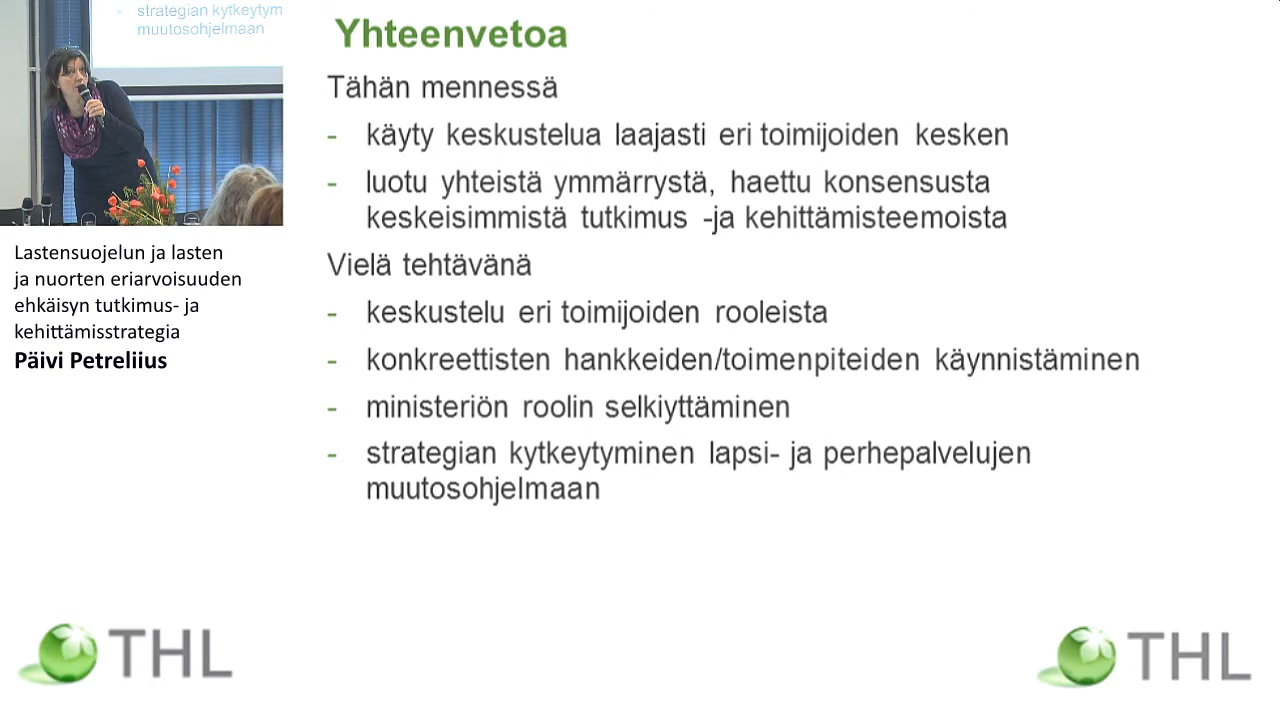 strategian kytkeytym
muutosohjelmaan
Lastensuojelun ja lasten
ja nuorten eriarvoisuuden
ehkäisyn tutkimus- ja
kehittämisstrategia
Päivi Petreliius
Yhteenvetoa
Tähän mennessä
- käyty keskustelua laajasti eri toimijoiden kesken
- luotu yhteistä ymmärrystä, haettu konsensusta
keskeisimmistä tutkimus -ja kehittämisteemoista
Vielä tehtävänä
- keskustelu eri toimijoiden rooleista
- konkreettisten hankkeiden/toimenpiteiden käynnistäminen
- ministeriön roolin selkiyttäminen
- strategian kytkeytyminen lapsi- ja perhepalvelujen
muutosohjelmaan
THL
THL